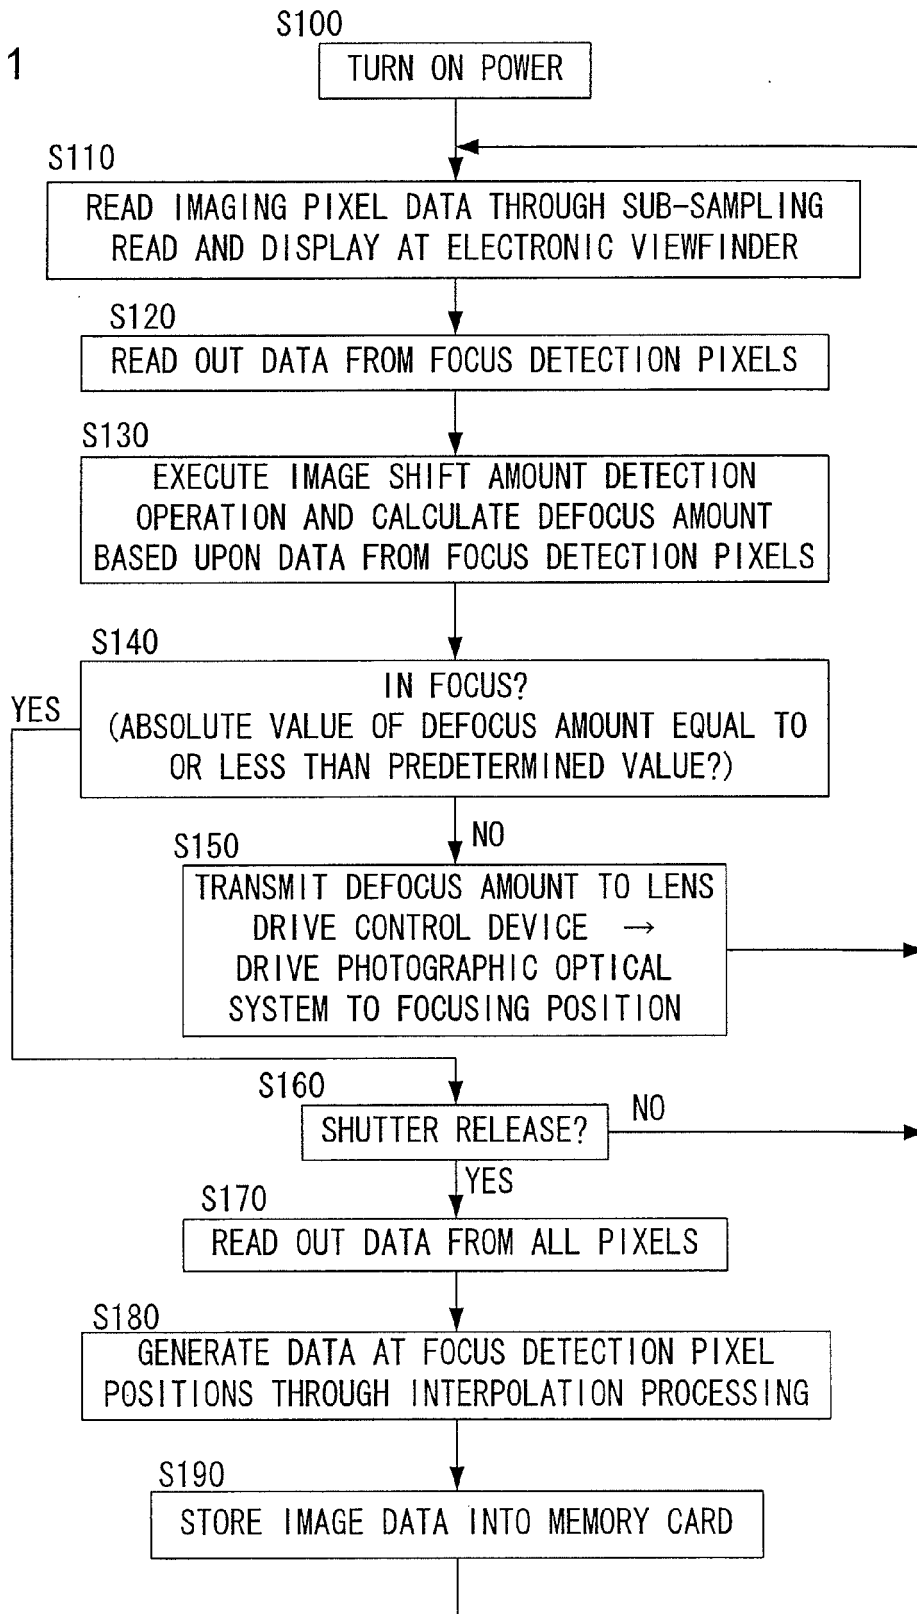 1
S100
TURN ON POWER
S110
READ IMAGING PIXEL DATA THROUGH SUB-SAMPLING
READ AND DISPLAY AT ELECTRONIC VIEWFINDER
S120
READ OUT DATA FROM FOCUS DETECTION PIXELS
S130
EXECUTE IMAGE SHIFT AMOUNT DETECTION
OPERATION AND CALCULATE DEFOCUS AMOUNT
BASED UPON DATA FROM FOCUS DETECTION PIXELS
S140
IN FOCUS?
(ABSOLUTE VALUE OF DEFOCUS AMOUNT EQUAL TO
OR LESS THAN PREDETERMINED VALUE?)
YES
NO
S150
TRANSMIT DEFOCUS AMOUNT TO LENS
DRIVE CONTROL DEVICE →
DRIVE PHOTOGRAPHIC OPTICAL
SYSTEM TO FOCUSING POSITION
S160
SHUTTER RELEASE?
NO
YES
S170
READ OUT DATA FROM ALL PIXELS
S180
GENERATE DATA AT FOCUS DETECTION PIXEL
POSITIONS THROUGH INTERPOLATION PROCESSING
S190
STORE IMAGE DATA INTO MEMORY CARD